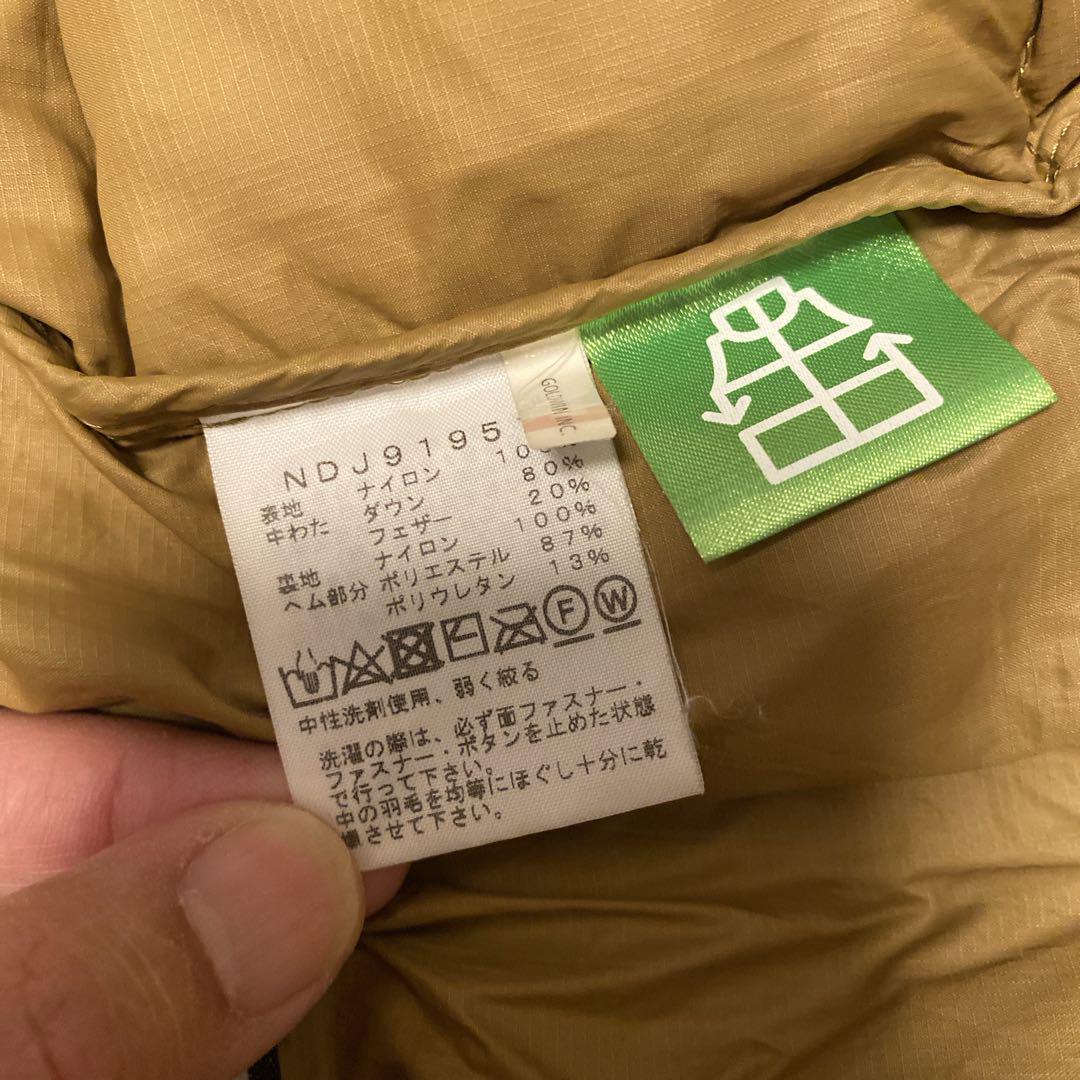 GOLDWIN INC.
NDJ9195
表地 ナイロン
中わた ダウン 80%
フェザー 20%
裏地 ナイロン 100%
ヘム部分 ポリエステル 87%
ポリウレタン 13%
F W
中性洗剤使用、弱く絞る
洗濯の際は、必ず面ファスナー・
ファスナー・ボタンを止めた状態
で行って下さい。
中の羽毛を均等にほぐし十分に乾
燥させて下さい。